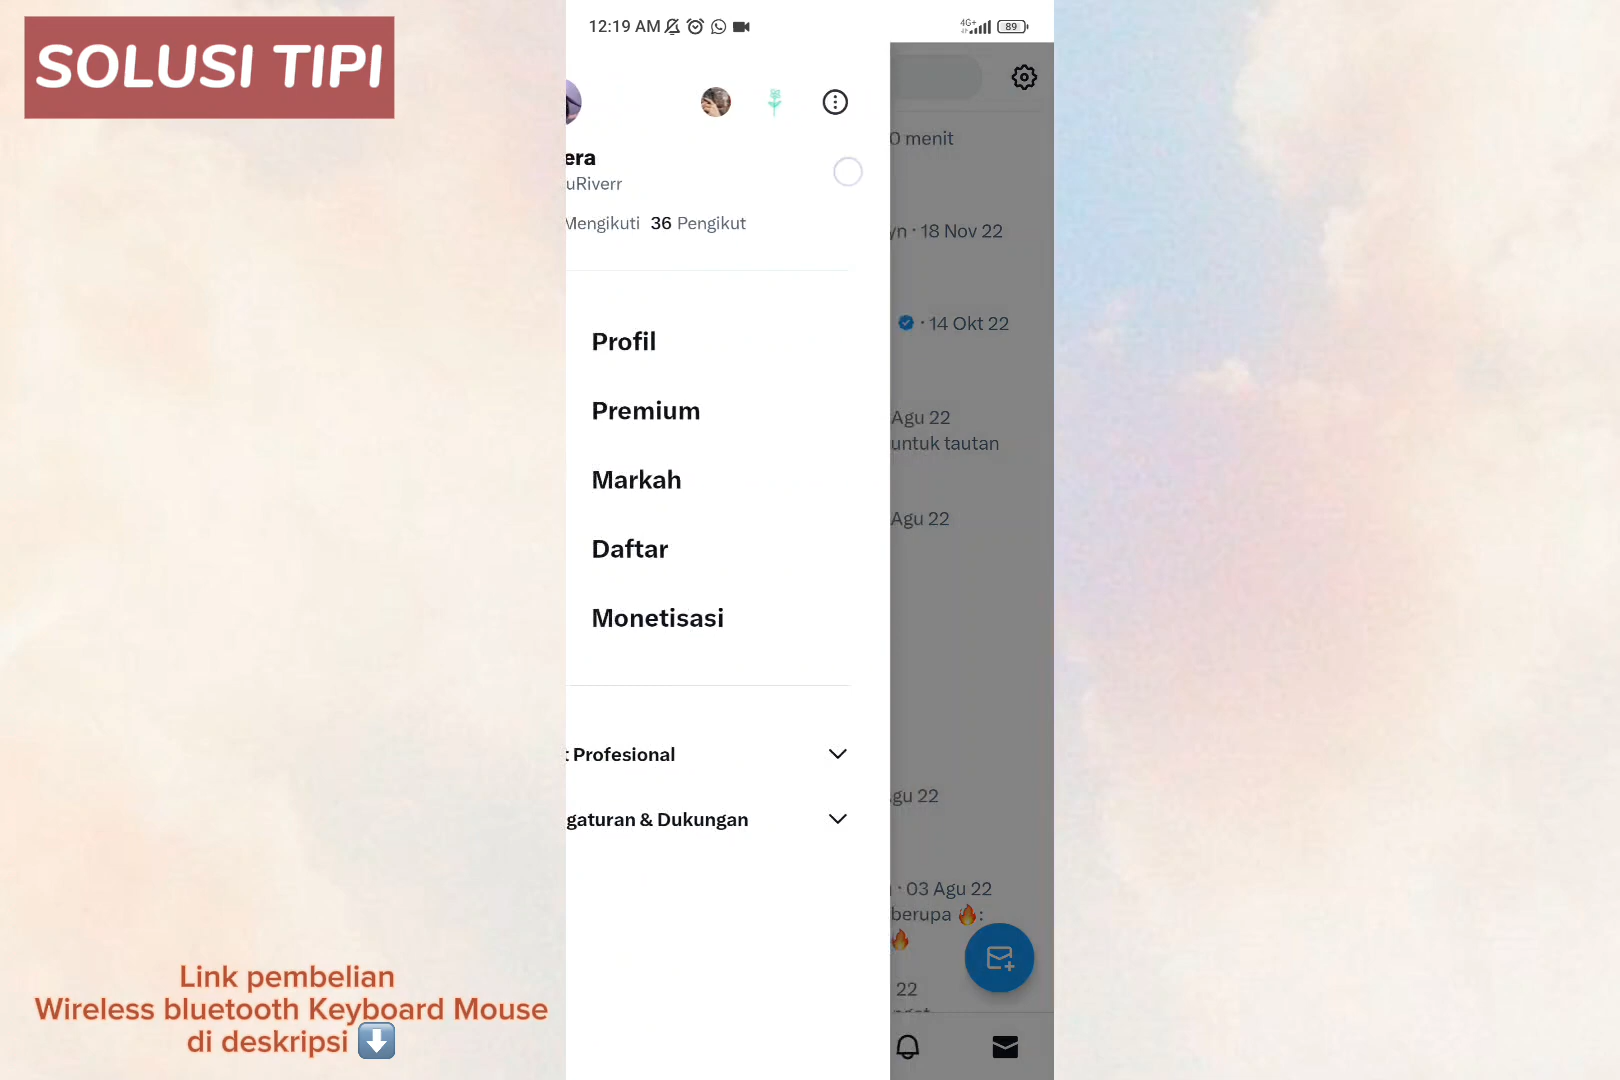 SOLUSI TIPI
12:19 AM
4G+
89
era
uRiverr
Mengikuti 36 Pengikut
Profil
Premium
Markah
Daftar
Monetisasi
t Profesional
gaturan & Dukungan
0 menit
yn · 18 Nov 22
· 14 Okt 22
Agu 22
untuk tautan
Agu 22
gu 22
· 03 Agu 22
berupa 🔥:
🔥
22
Link pembelian
Wireless bluetooth Keyboard Mouse
di deskripsi ⬇️